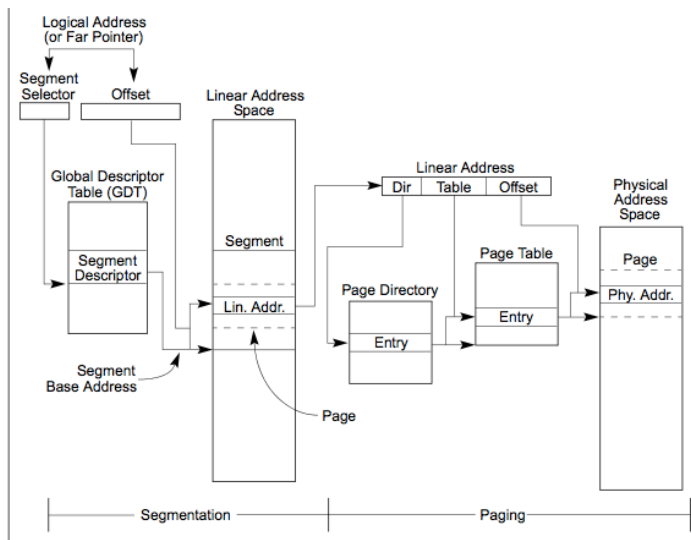 Logical Address
(or Far Pointer)
Segment
Selector
Offset
Linear Address
Space
Global Descriptor
Table (GDT)
Segment
Descriptor
Segment
Lin. Addr.
Segment
Base Address
Page
Linear Address
Dir
Table
Offset
Physical
Address
Space
Page Table
Page Directory
Entry
Entry
Page
Phy. Addr.
Segmentation
Paging